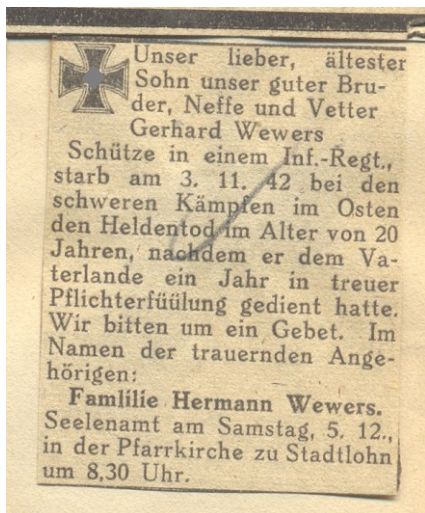 Unser lieber, ältester
Sohn unser guter Bru-
der, Neffe und Vetter
Gerhard Wewers
Schütze in einem Inf.-Regt.,
starb am 3. 11. 42 bei den
schweren Kämpfen im Osten
den Heldentod im Alter von 20
Jahren, nachdem er dem Va-
terlande ein Jahr in treuer
Pflichterfüülung gedient hatte.
Wir bitten um ein Gebet. Im
Namen der trauernden Ange-
hörigen:
Famlilie Hermann Wewers.
Seelenamt am Samstag, 5. 12.,
in der Pfarrkirche zu Stadtlohn
um 8,30 Uhr.